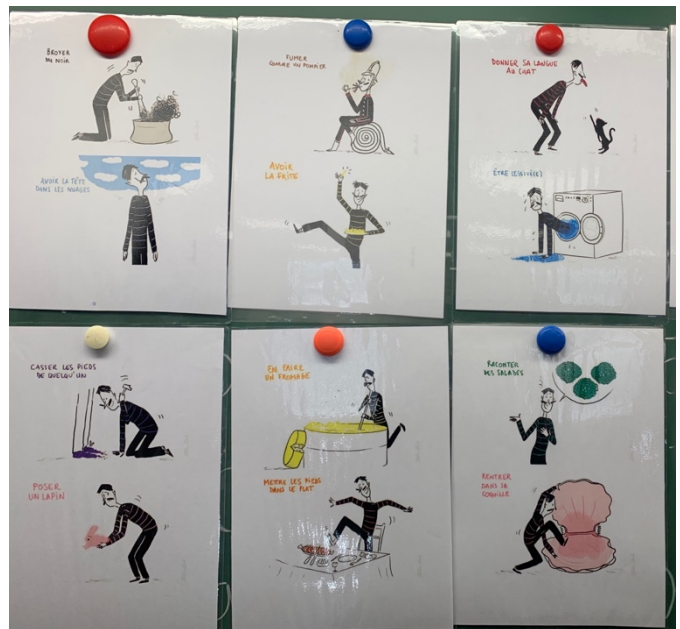 BROYER
DU NOIR
AVOIR LA TÊTE
DANS LES NUAGES
FUMER
COMME UN POMPIER
AVOIR
LA FRITE
DONNER SA LANGUE
AU CHAT
ÊTRE LESSIVÉ(E)
CASSER LES PIEDS
DE QUELQU'UN
POSER
UN LAPIN
EN FAIRE
UN FROMAGE
METTRE LES PIEDS
DANS LE PLAT
RACONTER
DES SALADES
RENTRER
DANS SA
COQUILLE